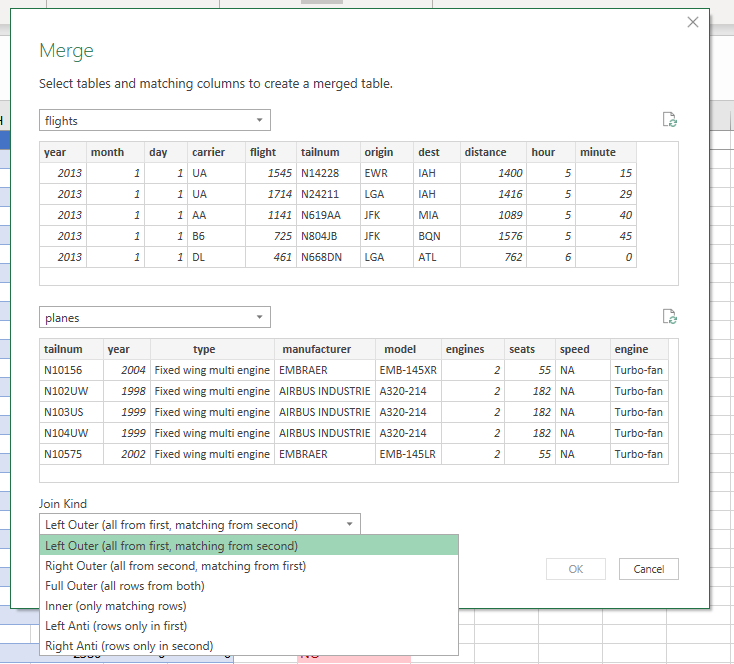 Merge
Select tables and matching columns to create a merged table.
flights
year month day carrier flight tailnum origin dest distance hour minute
2013 1 1 UA 1545 N14228 EWR IAH 1400 5 15
2013 1 1 UA 1714 N24211 LGA IAH 1416 5 29
2013 1 1 AA 1141 N619AA JFK MIA 1089 5 40
2013 1 1 B6 725 N804JB JFK BQN 1576 5 45
2013 1 1 DL 461 N668DN LGA ATL 762 6 0
planes
tailnum year type manufacturer model engines seats speed engine
N10156 2004 Fixed wing multi engine EMBRAER EMB-145XR 2 55 NA Turbo-fan
N102UW 1998 Fixed wing multi engine AIRBUS INDUSTRIE A320-214 2 182 NA Turbo-fan
N103US 1999 Fixed wing multi engine AIRBUS INDUSTRIE A320-214 2 182 NA Turbo-fan
N104UW 1999 Fixed wing multi engine AIRBUS INDUSTRIE A320-214 2 182 NA Turbo-fan
N10575 2002 Fixed wing multi engine EMBRAER EMB-145LR 2 55 NA Turbo-fan
Join Kind
Left Outer (all from first, matching from second)
Left Outer (all from first, matching from second)
Right Outer (all from second, matching from first)
Full Outer (all rows from both)
Inner (only matching rows)
Left Anti (rows only in first)
Right Anti (rows only in second)
OK Cancel